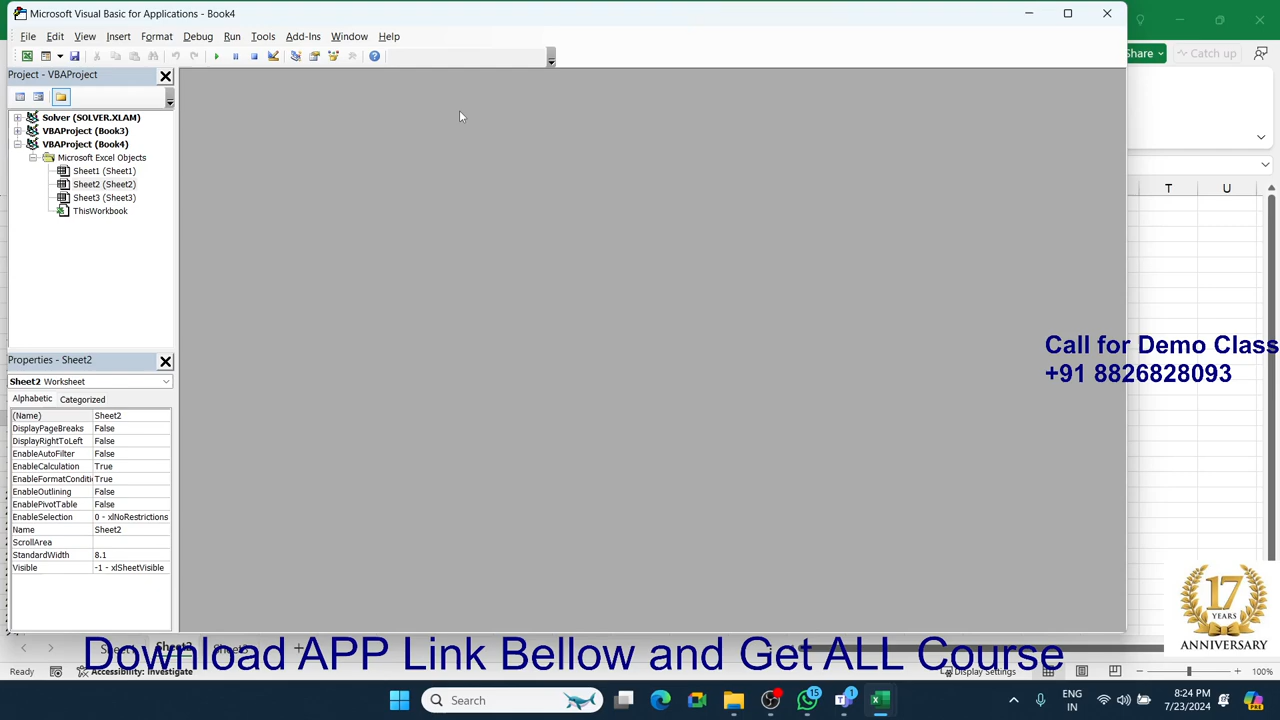 Microsoft Visual Basic for Applications - Book4
File Edit View Insert Format Debug Run Tools Add-Ins Window Help
Share
Catch up
Project - VBAProject
Solver (SOLVER.XLAM)
VBAProject (Book3)
VBAProject (Book4)
Microsoft Excel Objects
Sheet1 (Sheet1)
Sheet2 (Sheet2)
Sheet3 (Sheet3)
ThisWorkbook
T U
Properties - Sheet2
Sheet2 Worksheet
Alphabetic Categorized
(Name) Sheet2
DisplayPageBreaks False
DisplayRightToLeft False
EnableAutoFilter False
EnableCalculation True
EnableFormatConditi True
EnableOutlining False
EnablePivotTable False
EnableSelection 0 - xlNoRestrictions
Name Sheet2
ScrollArea
StandardWidth 8.1
Visible -1 - xlSheetVisible
Call for Demo Class
+91 8826828093
17
YEARS
ANNIVERSARY
Sheet2
Download APP Link Bellow and Get ALL Course
Ready
Accessibility: Investigate
Display Settings
100%
Search
15
1
ENG
IN
8:24 PM
7/23/2024
PRE